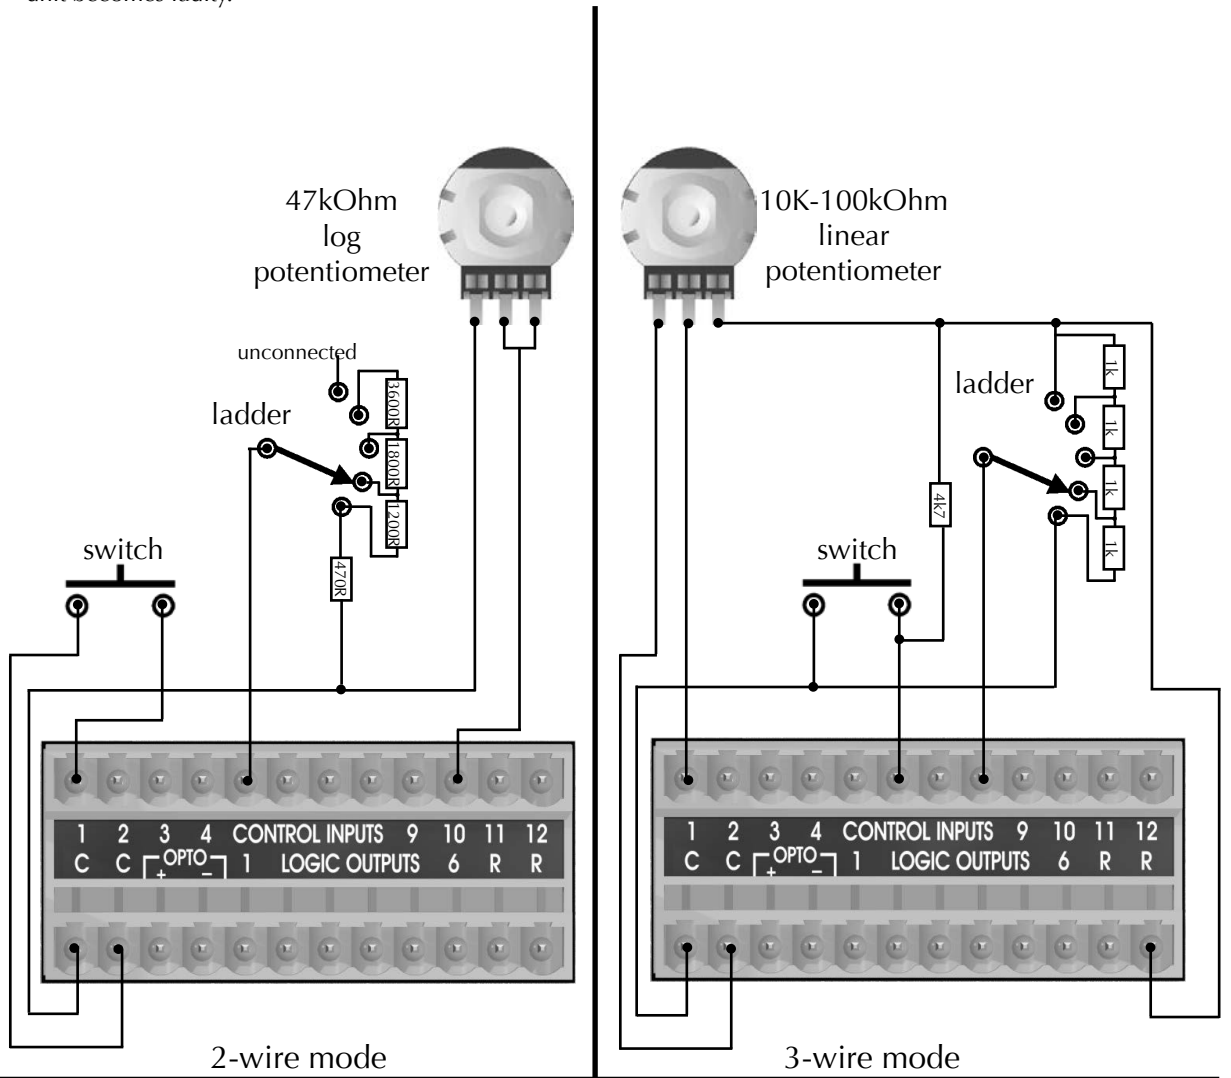 unit becomes faulty.
47kOhm
log
potentiometer
unconnected
ladder
3600R
1800R
1200R
470R
switch
1 2 3 4 CONTROL INPUTS 9 10 11 12
C C OPTO 1 LOGIC OUTPUTS 6 R R
+ –
2-wire mode
10K-100kOhm
linear
potentiometer
ladder
1k
1k
1k
1k
4k7
switch
1 2 3 4 CONTROL INPUTS 9 10 11 12
C C OPTO 1 LOGIC OUTPUTS 6 R R
+ –
3-wire mode